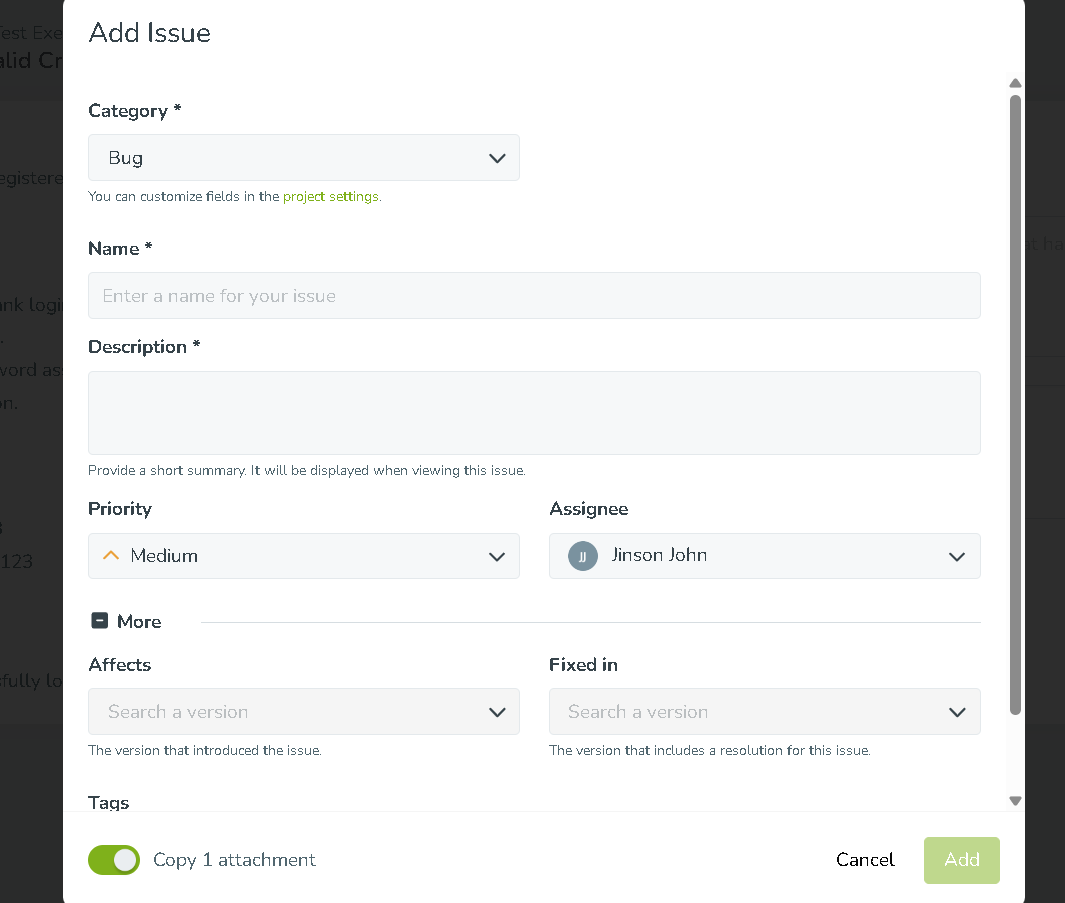 Add Issue
Category *
Bug
You can customize fields in the project settings.
Name *
Enter a name for your issue
Description *
Provide a short summary. It will be displayed when viewing this issue.
Priority
Assignee
Medium
JJ Jinson John
More
Affects
Fixed in
Search a version
Search a version
The version that introduced the issue.
The version that includes a resolution for this issue.
Tags
Copy 1 attachment
Cancel
Add
123